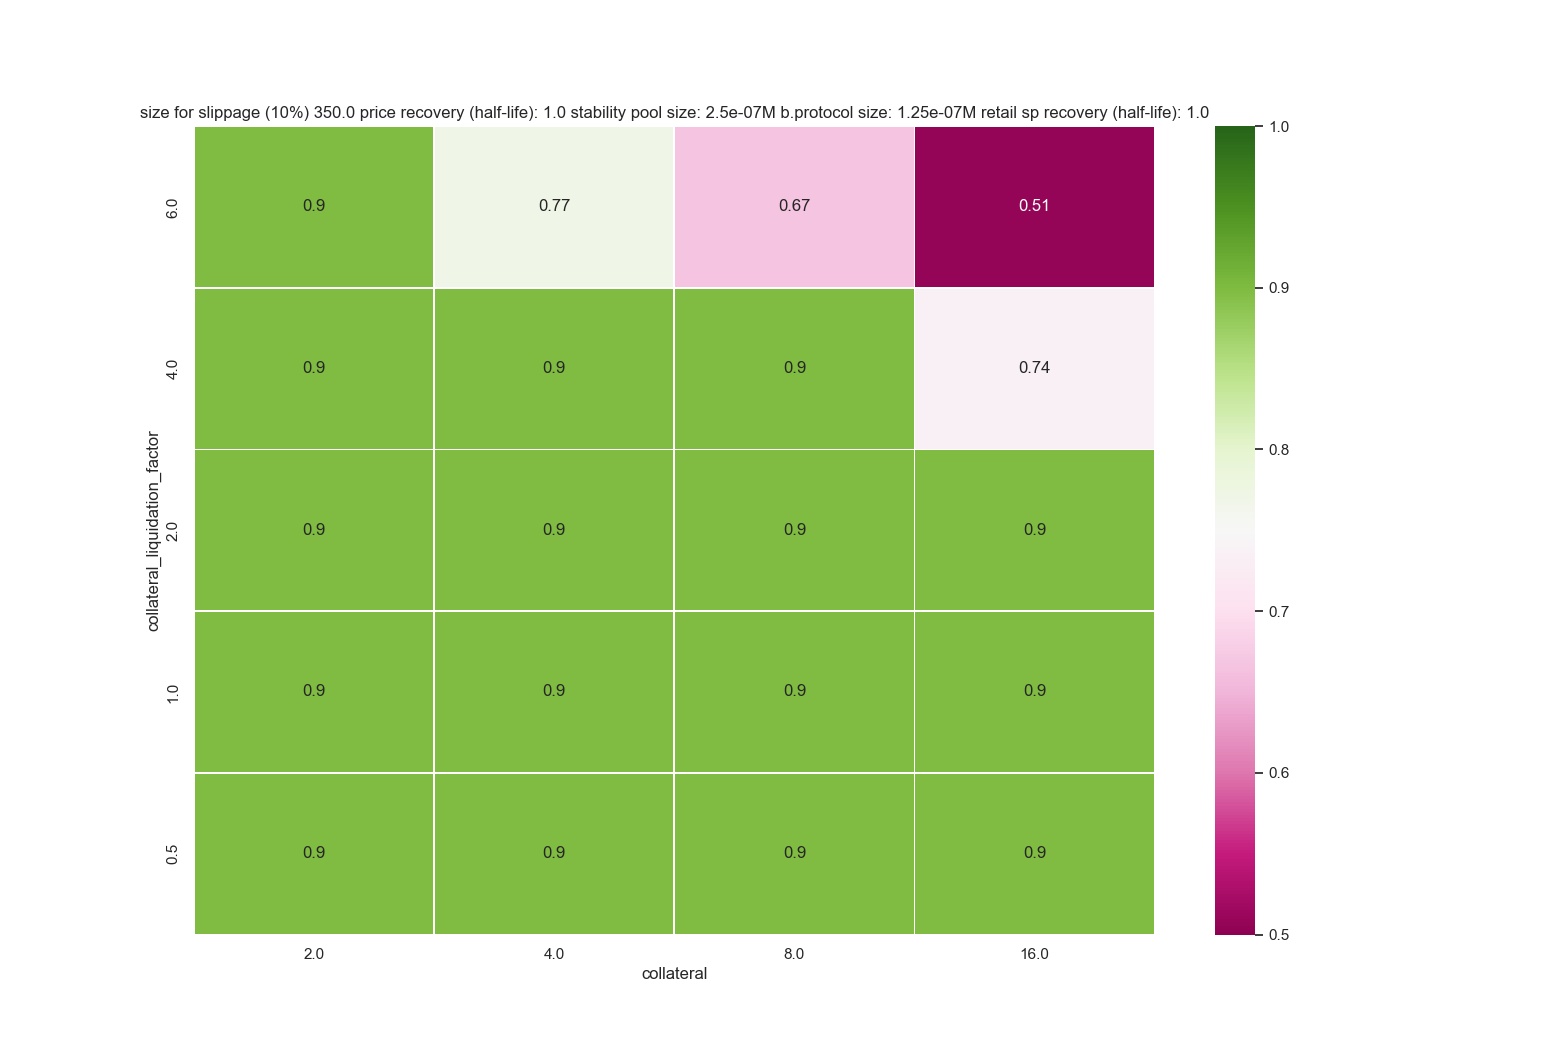 size for slippage (10%) 350.0 price recovery (half-life): 1.0 stability pool size: 2.5e-07M b.protocol size: 1.25e-07M retail sp recovery (half-life): 1.0
collateral_liquidation_factor
6.0
0.9 0.77 0.67 0.51
4.0
0.9 0.9 0.9 0.74
2.0
0.9 0.9 0.9 0.9
1.0
0.9 0.9 0.9 0.9
0.5
0.9 0.9 0.9 0.9
2.0 4.0 8.0 16.0
collateral
1.0
0.9
0.8
0.7
0.6
0.5